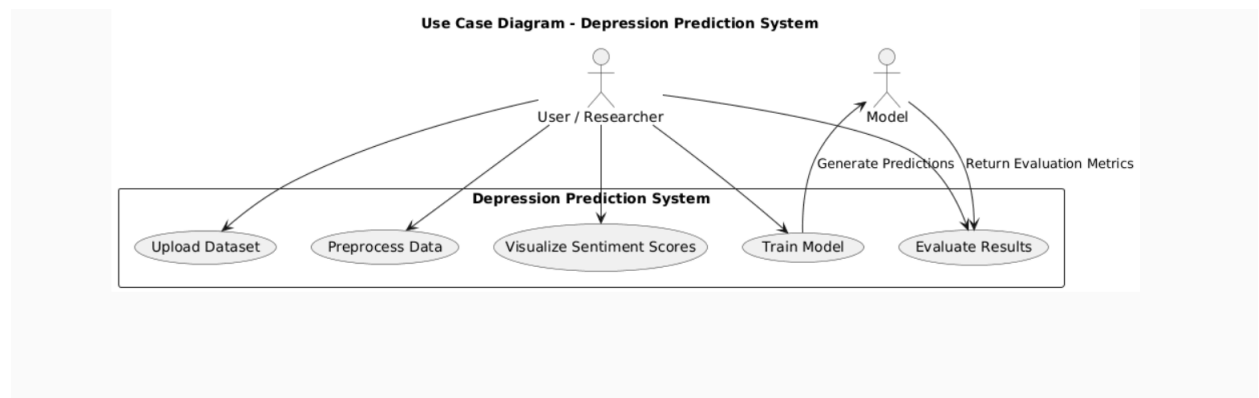 Use Case Diagram - Depression Prediction System
User / Researcher
Model
Generate Predictions
Return Evaluation Metrics
Depression Prediction System
Upload Dataset
Preprocess Data
Visualize Sentiment Scores
Train Model
Evaluate Results